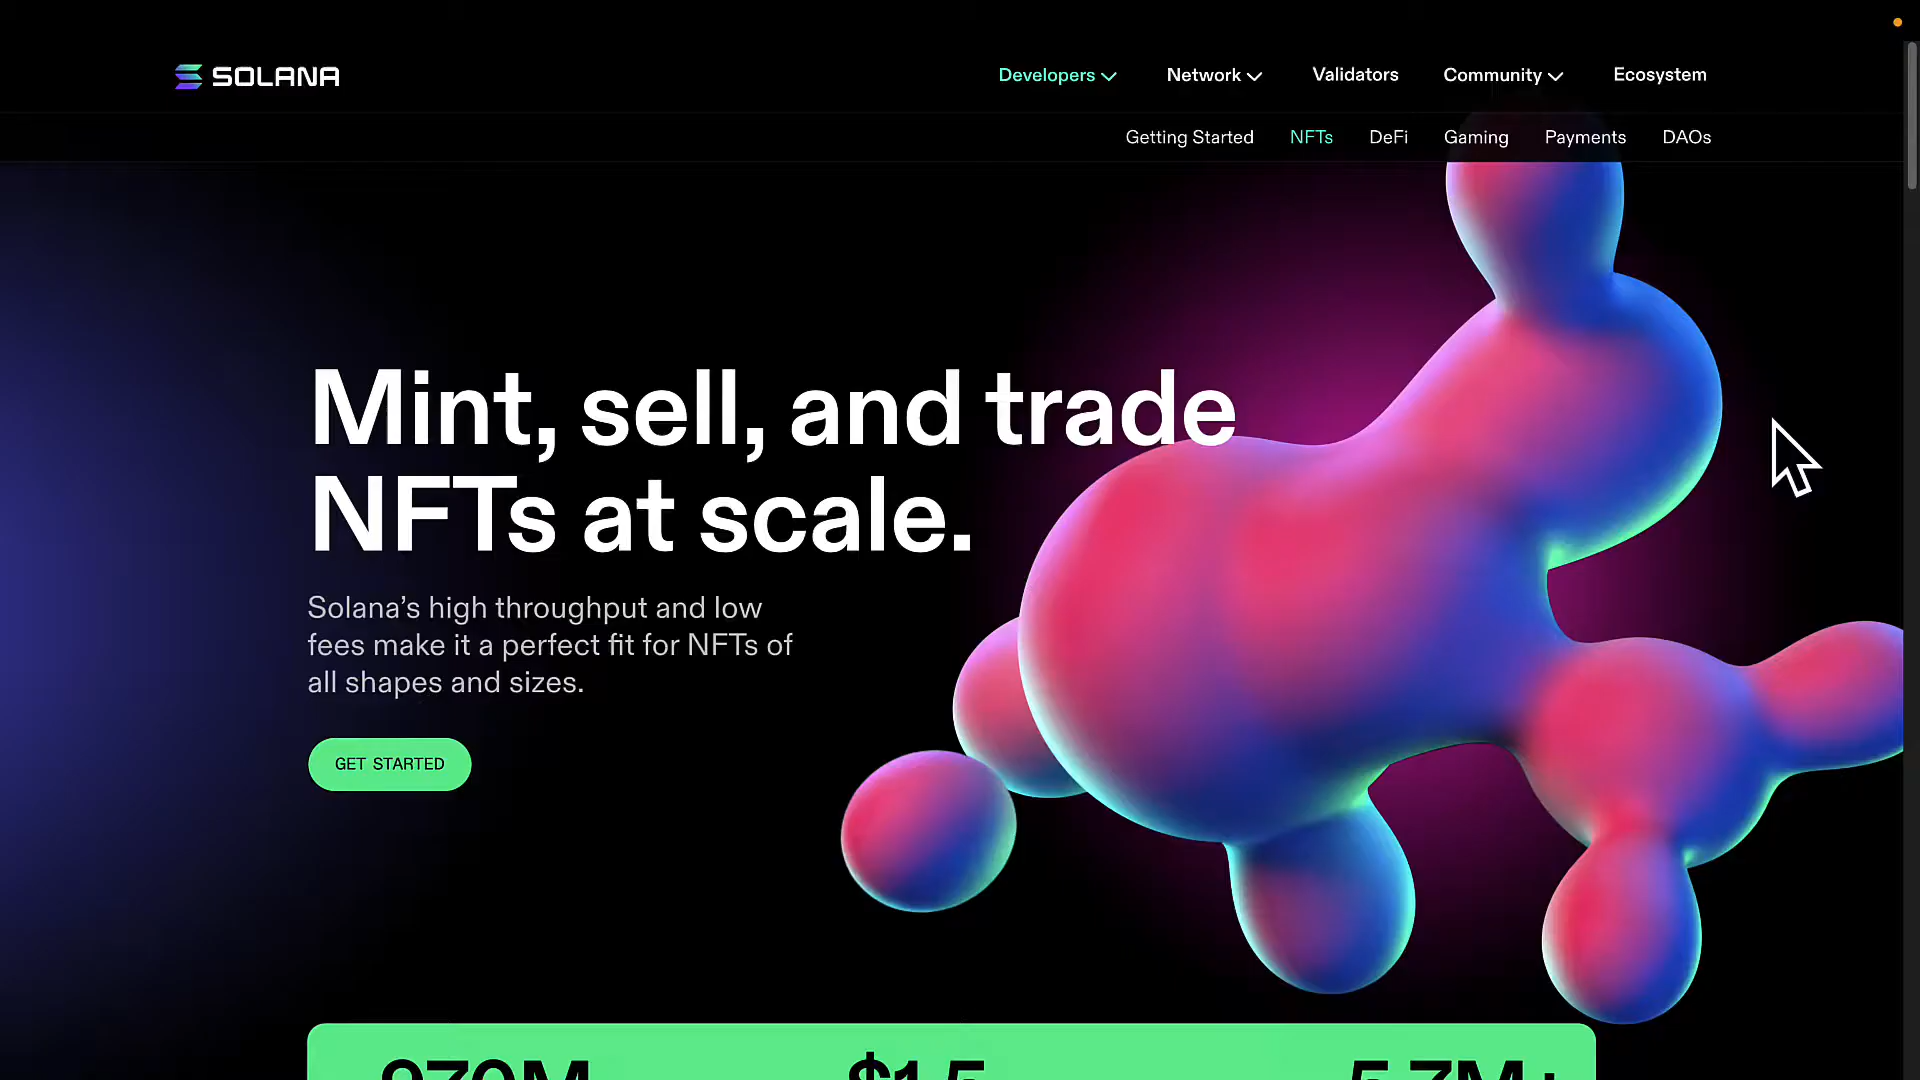 SOLANA
Developers
Network
Validators
Community
Ecosystem
Getting Started
NFTs
DeFi
Gaming
Payments
DAOs
Mint, sell, and trade
NFTs at scale.
Solana’s high throughput and low
fees make it a perfect fit for NFTs of
all shapes and sizes.
GET STARTED